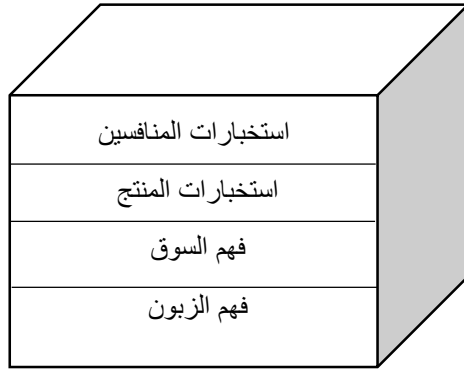 استخبارات المنافسين
استخبارات المنتج
فهم السوق
فهم الزبون